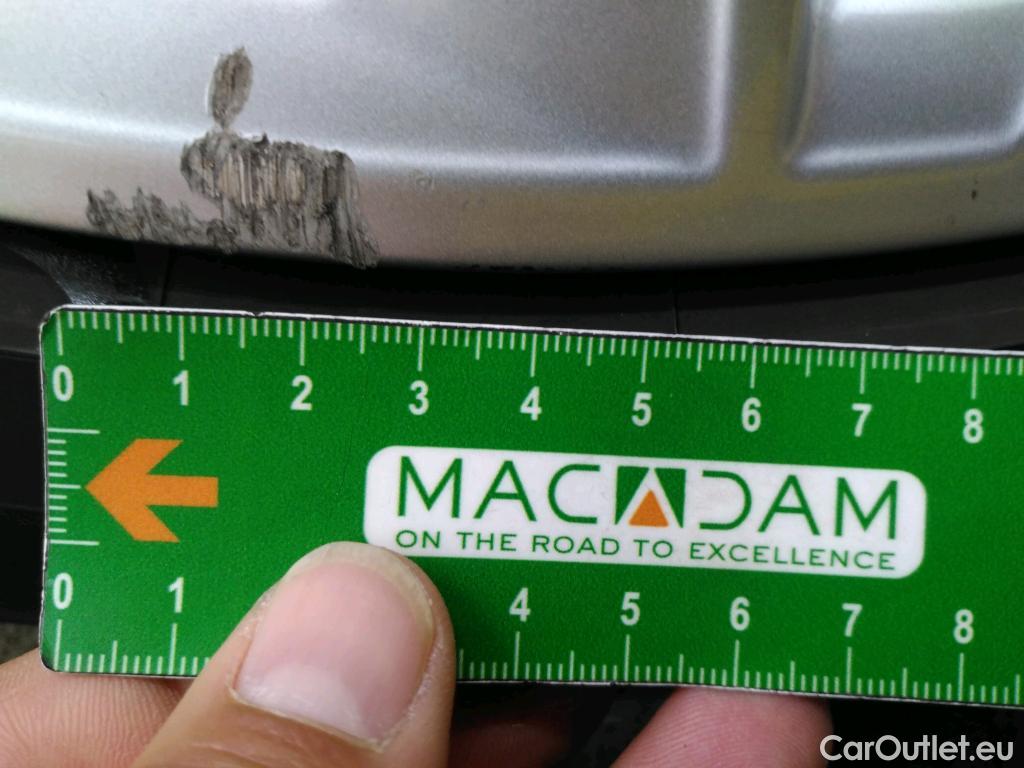 0 1 2 3 4 5 6 7 8
MACADAM
ON THE ROAD TO EXCELLENCE
0 1 4 5 6 7 8
CarOutlet.eu